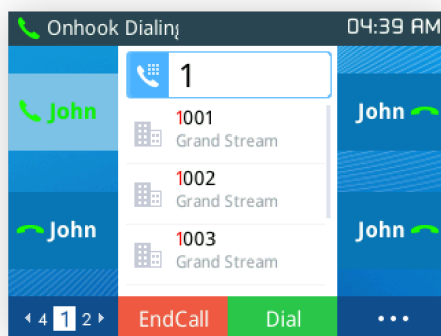 Onhook Dialing 04:39 AM
1
John
John
1001
Grand Stream
1002
Grand Stream
John
John
1003
Grand Stream
4 1 2 EndCall Dial ...